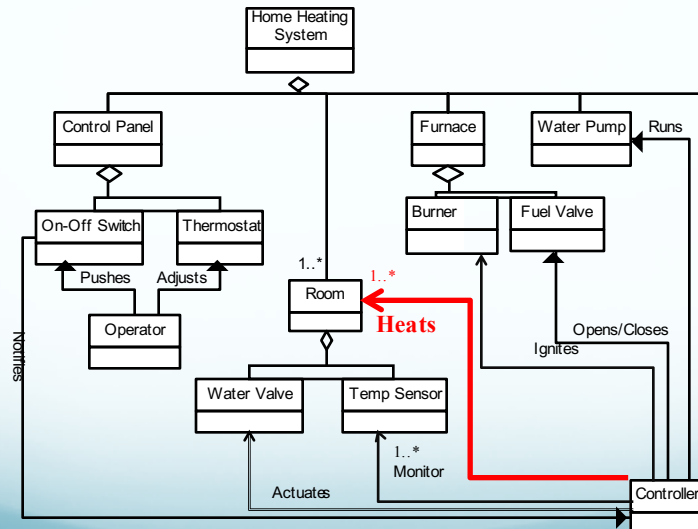 Home Heating
System
Control Panel
Furnace
Water Pump
Runs
On-Off Switch
Thermostat
Burner
Fuel Valve
Pushes
Adjusts
1..*
1..*
Room
Heats
Operator
Opens/Closes
Ignites
Notifies
Water Valve
Temp Sensor
1..*
Monitor
Actuates
Controller